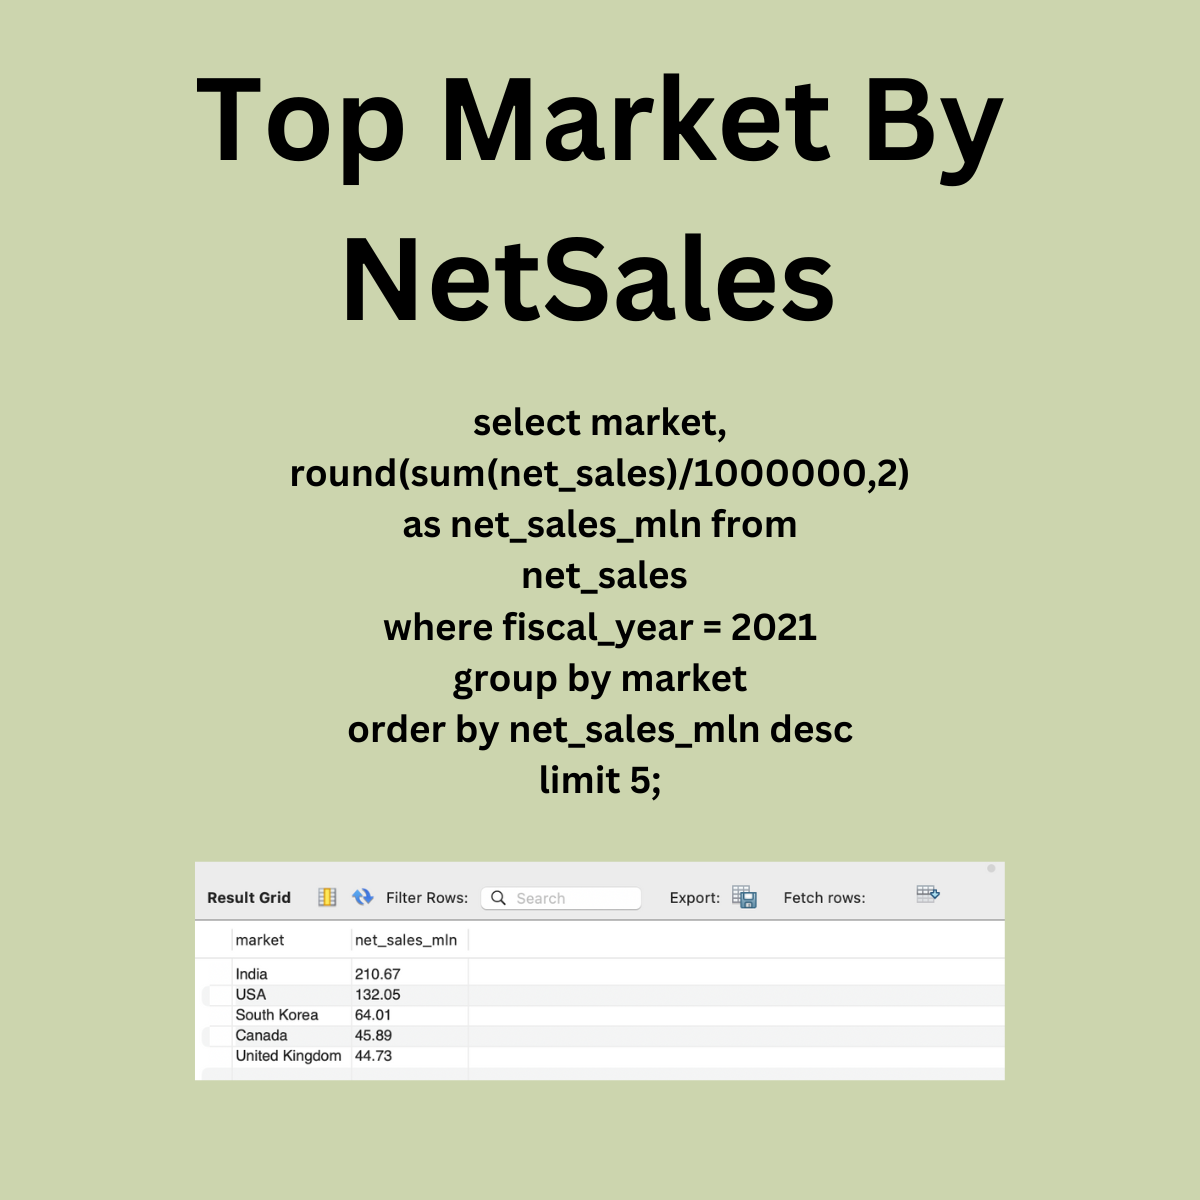 Top Market By
NetSales
select market,
round(sum(net_sales)/1000000,2)
as net_sales_mln from
net_sales
where fiscal_year = 2021
group by market
order by net_sales_mln desc
limit 5;
Result Grid Filter Rows: Search Export: Fetch rows:
market net_sales_mln
India 210.67
USA 132.05
South Korea 64.01
Canada 45.89
United Kingdom 44.73